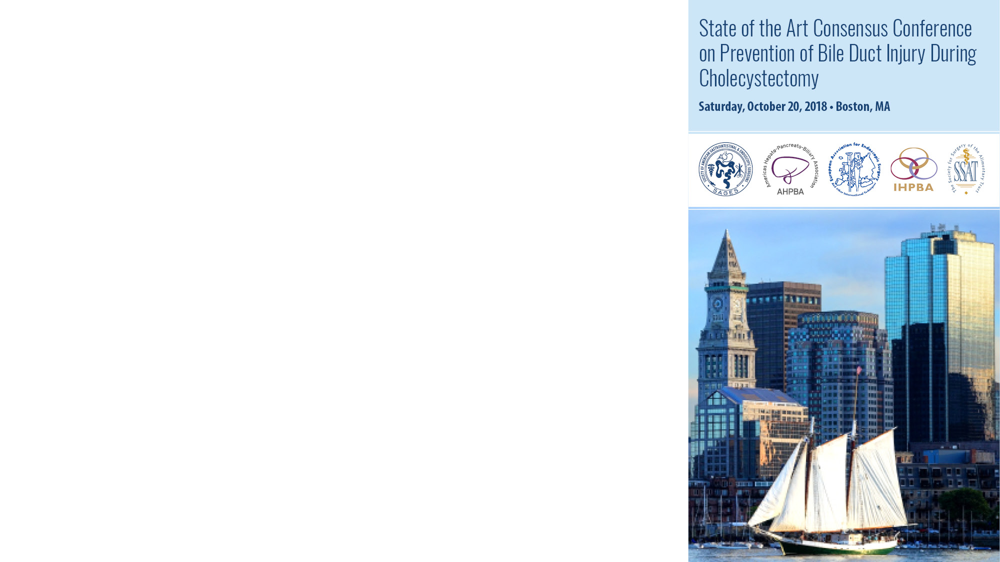 State of the Art Consensus Conference
on Prevention of Bile Duct Injury During
Cholecystectomy
Saturday, October 20, 2018 • Boston, MA
SOCIETY OF AMERICAN GASTROINTESTINAL & ENDOSCOPIC SURGEONS
• SAGES •
Americas Hepato-Pancreato-Biliary Association
AHPBA
European Association for Endoscopic Surgery
And Other Interventional Techniques
IHPBA
The Society for Surgery of the Alimentary Tract
SSAT